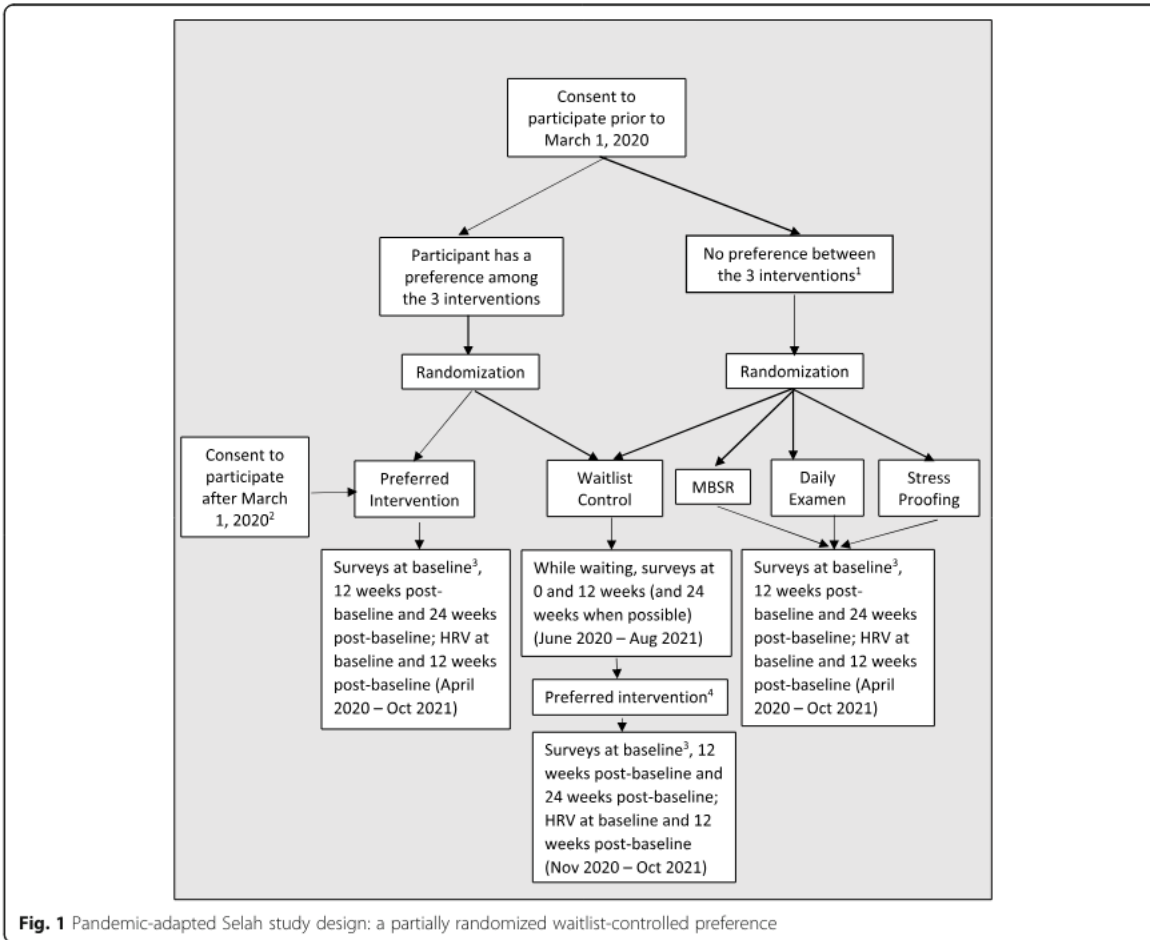 Consent to
participate prior to
March 1, 2020
Participant has a
preference among
the 3 interventions
No preference between
the 3 interventions1
Randomization
Randomization
Consent to
participate
after March
1, 20202
Preferred
Intervention
Waitlist
Control
MBSR
Daily
Examen
Stress
Proofing
Surveys at baseline3,
12 weeks post-
baseline and 24 weeks
post-baseline; HRV at
baseline and 12 weeks
post-baseline (April
2020 – Oct 2021)
While waiting, surveys at
0 and 12 weeks (and 24
weeks when possible)
(June 2020 – Aug 2021)
Surveys at baseline3,
12 weeks post-
baseline and 24 weeks
post-baseline; HRV at
baseline and 12 weeks
post-baseline (April
2020 – Oct 2021)
Preferred intervention4
Surveys at baseline3, 12
weeks post-baseline and
24 weeks post-baseline;
HRV at baseline and 12
weeks post-baseline
(Nov 2020 – Oct 2021)
Fig. 1 Pandemic-adapted Selah study design: a partially randomized waitlist-controlled preference